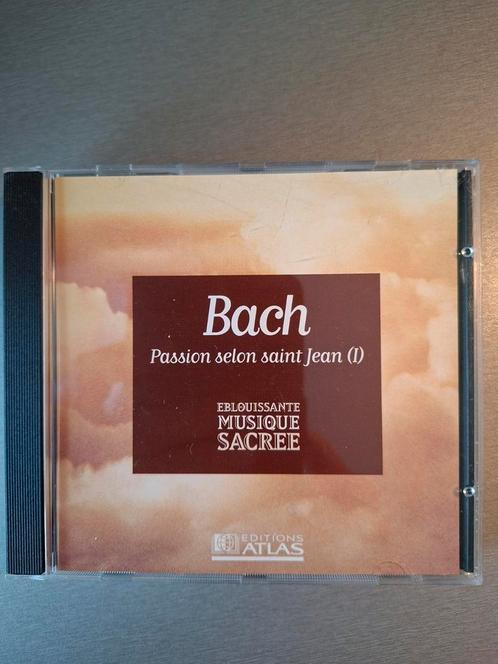 Bach
Passion selon saint Jean (I)
EBLOUISSANTE
MUSIQUE
SACREE
EDITIONS
ATLAS